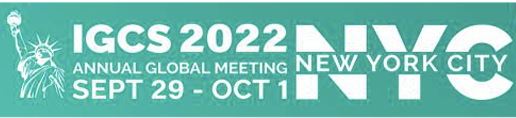 IGCS 2022
ANNUAL GLOBAL MEETING
SEPT 29 - OCT 1
NYC
NEW YORK CITY